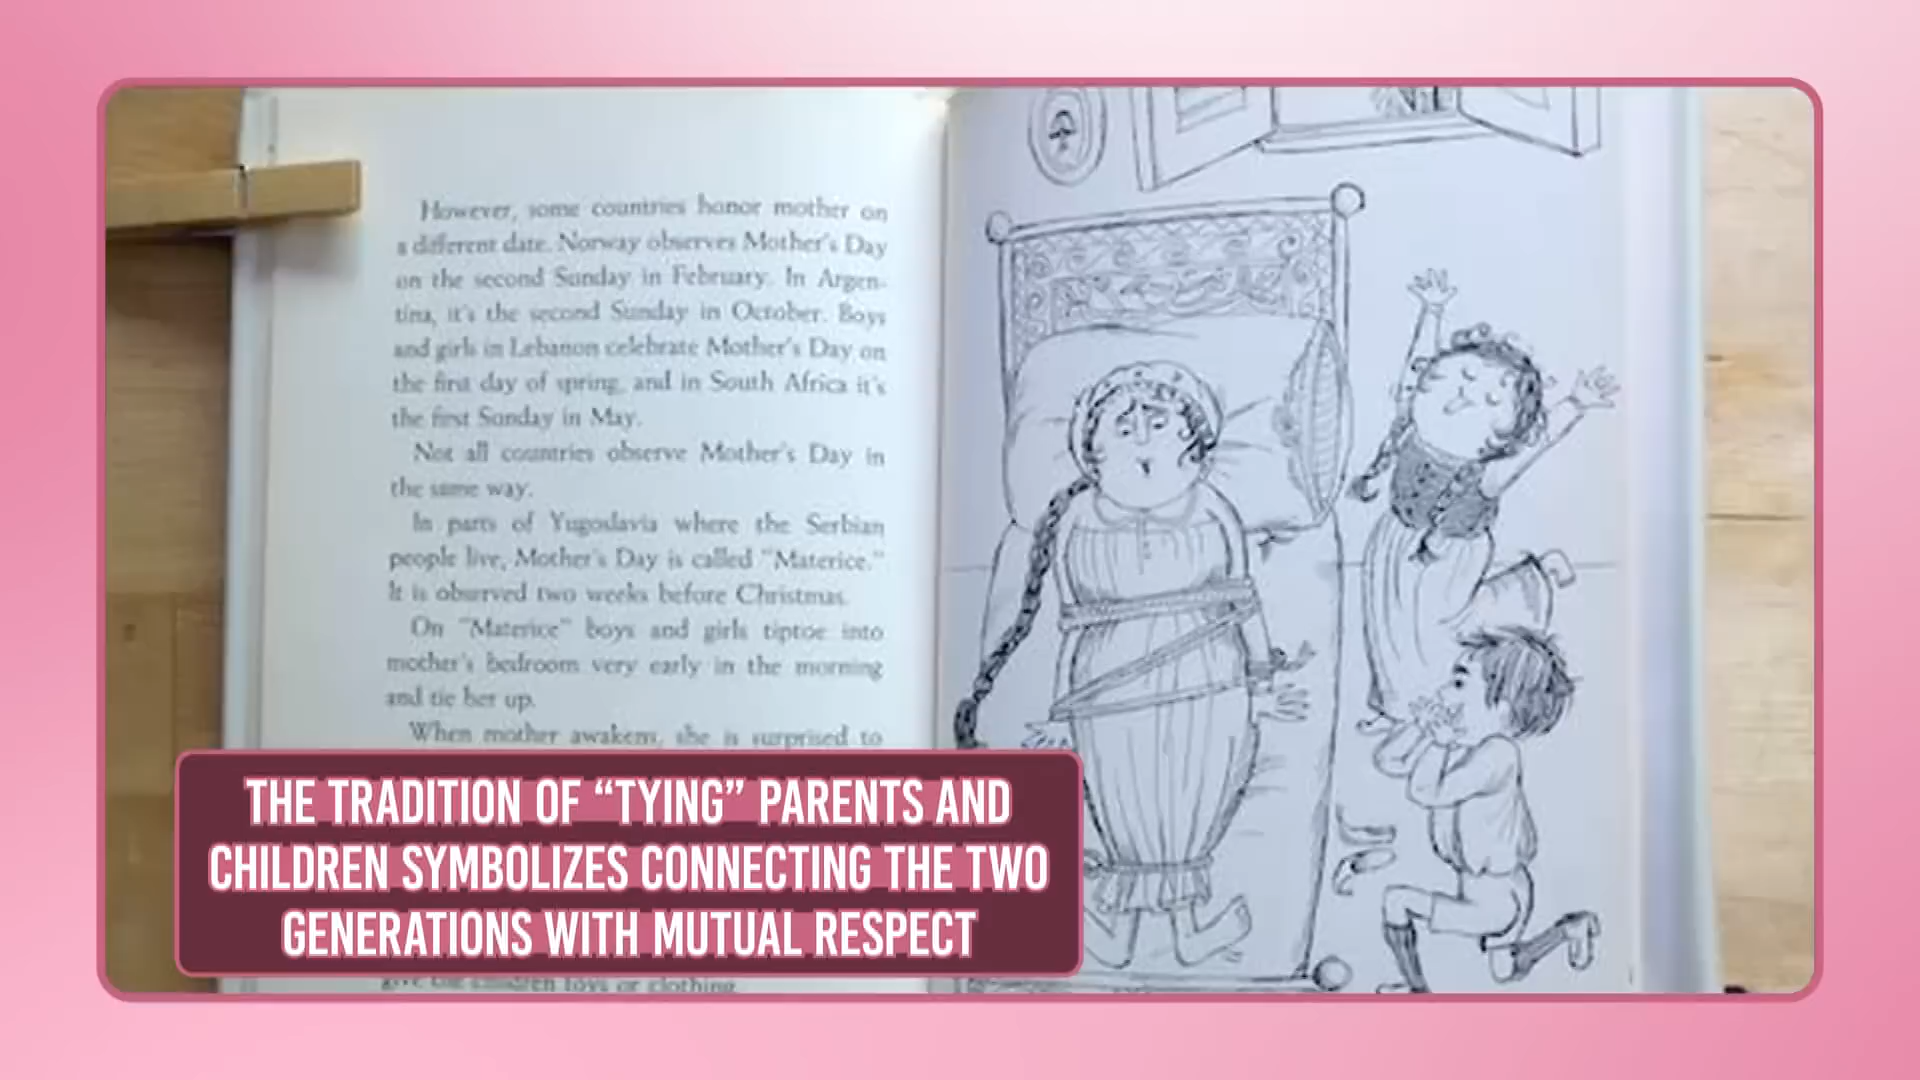 However, some countries honor mother on
a different date. Norway observes Mother's Day
on the second Sunday in February. In Argen-
tina, it's the second Sunday in October. Boys
and girls in Lebanon celebrate Mother's Day on
the first day of spring, and in South Africa it's
the first Sunday in May.
Not all countries observe Mother's Day in
the same way.
In parts of Yugoslavia where the Serbian
people live, Mother's Day is called "Materice."
It is observed two weeks before Christmas.
On "Materice" boys and girls tiptoe into
mother's bedroom very early in the morning
and tie her up.
When mother awakens, she is surprised to
THE TRADITION OF “TYING” PARENTS AND
CHILDREN SYMBOLIZES CONNECTING THE TWO
GENERATIONS WITH MUTUAL RESPECT
give the children toys or clothing.